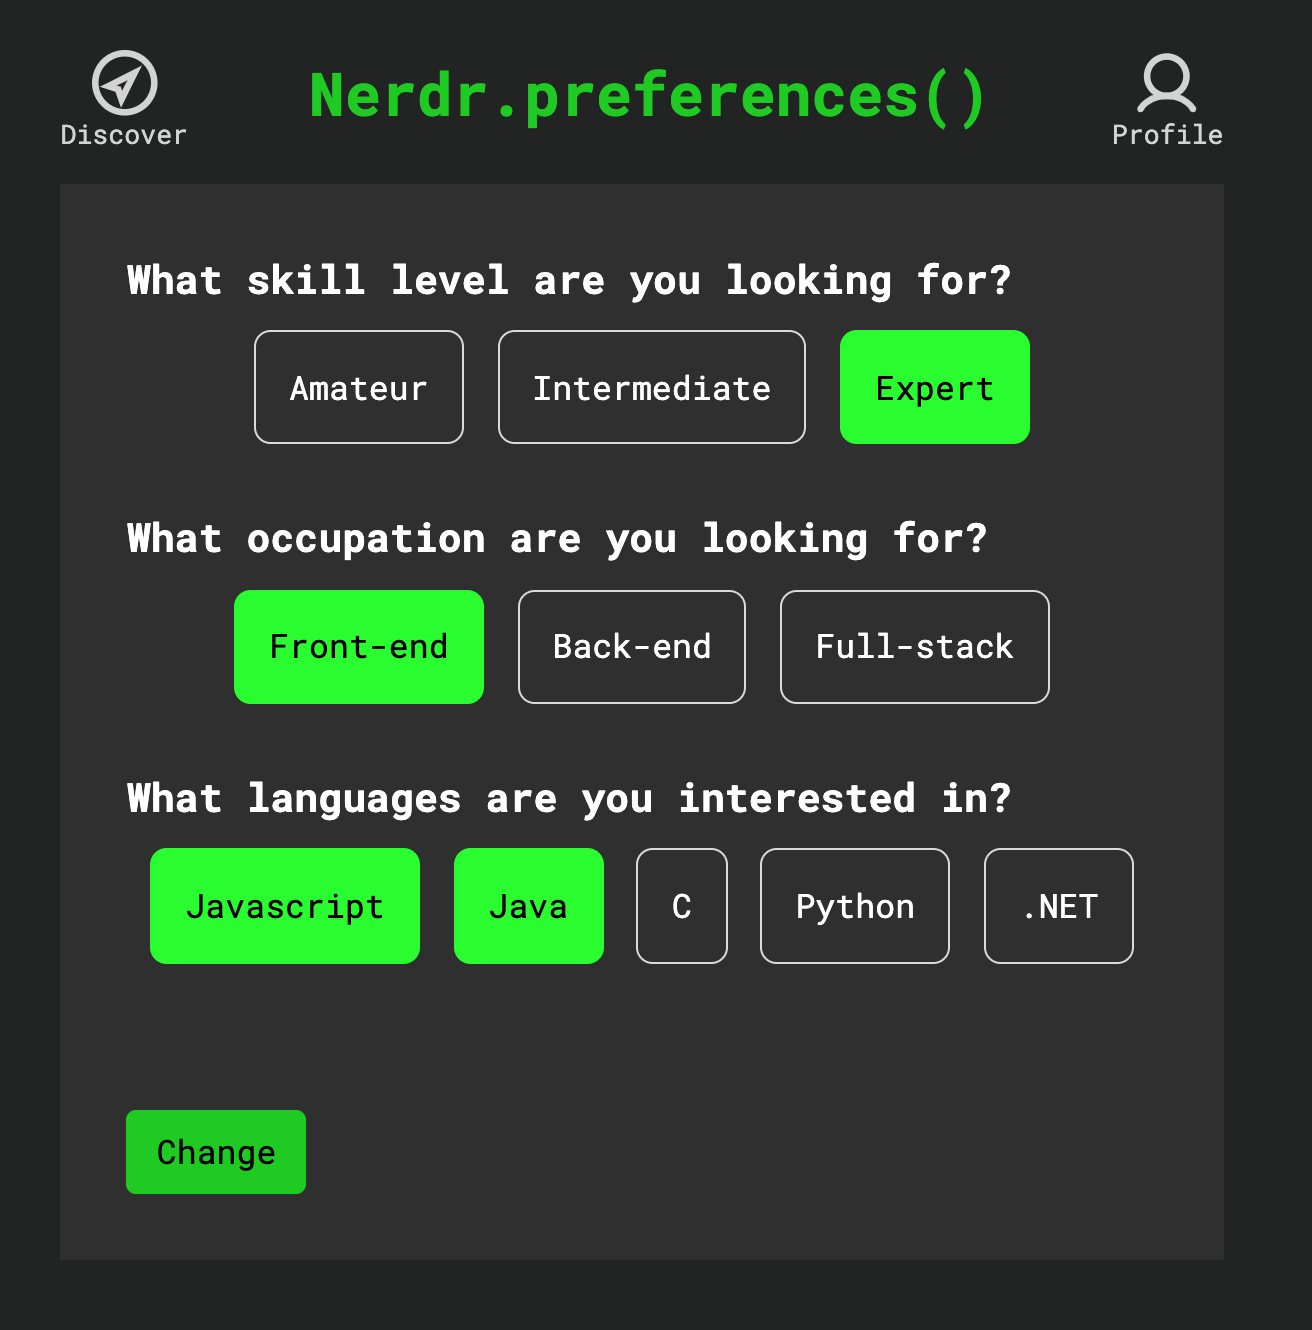 Nerdr.preferences()
Discover
Profile
What skill level are you looking for?
Amateur Intermediate Expert
What occupation are you looking for?
Front-end Back-end Full-stack
What languages are you interested in?
Javascript Java C Python .NET
Change